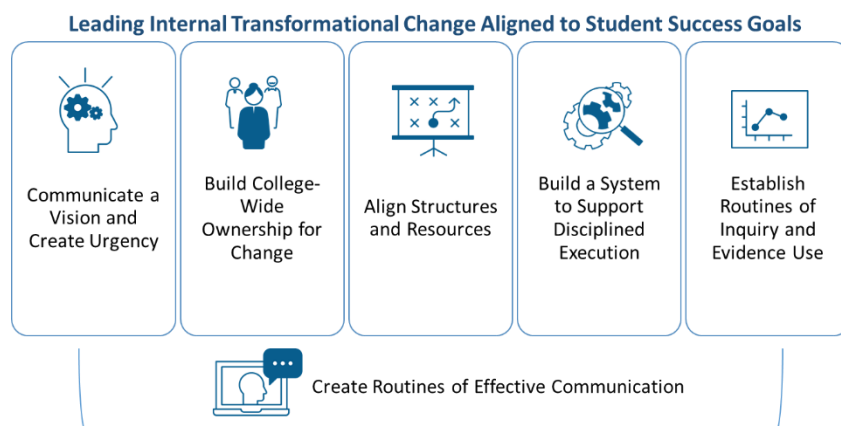 Leading Internal Transformational Change Aligned to Student Success Goals
Communicate a
Vision and
Create Urgency
Build College-
Wide
Ownership for
Change
Align Structures
and Resources
Build a System
to Support
Disciplined
Execution
Establish
Routines of
Inquiry and
Evidence Use
Create Routines of Effective Communication